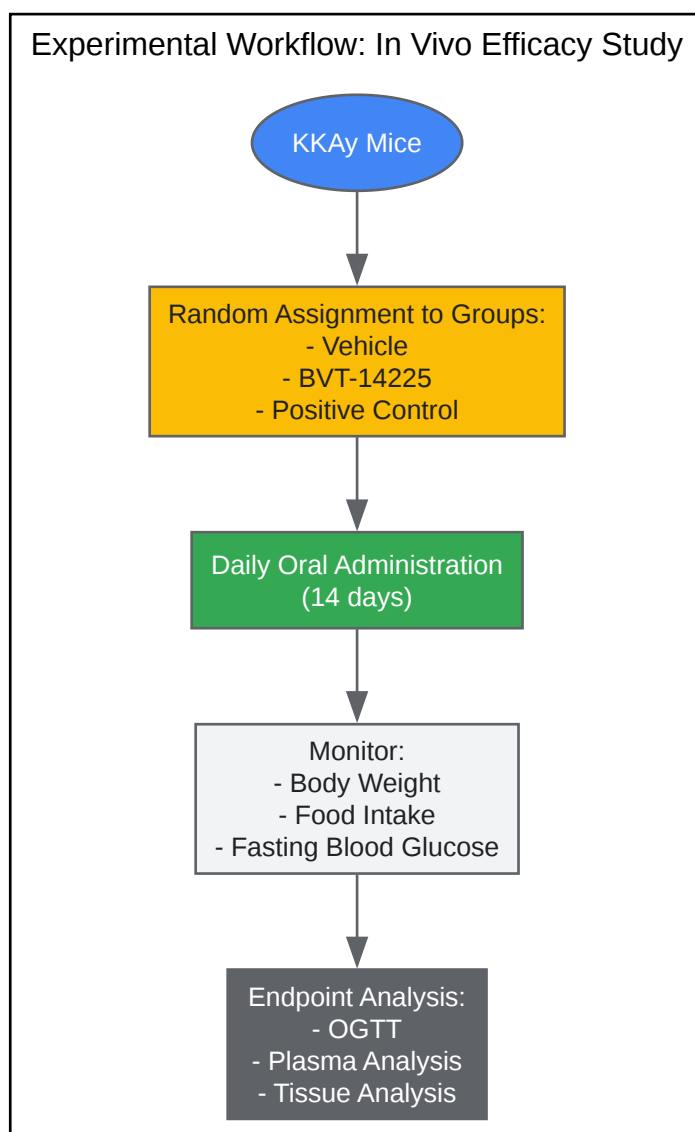 Experimental Workflow: In Vivo Efficacy Study
KKAy Mice
Random Assignment to Groups:
- Vehicle
- BVT-14225
- Positive Control
Daily Oral Administration
(14 days)
Monitor:
- Body Weight
- Food Intake
- Fasting Blood Glucose
Endpoint Analysis:
- OGTT
- Plasma Analysis
- Tissue Analysis